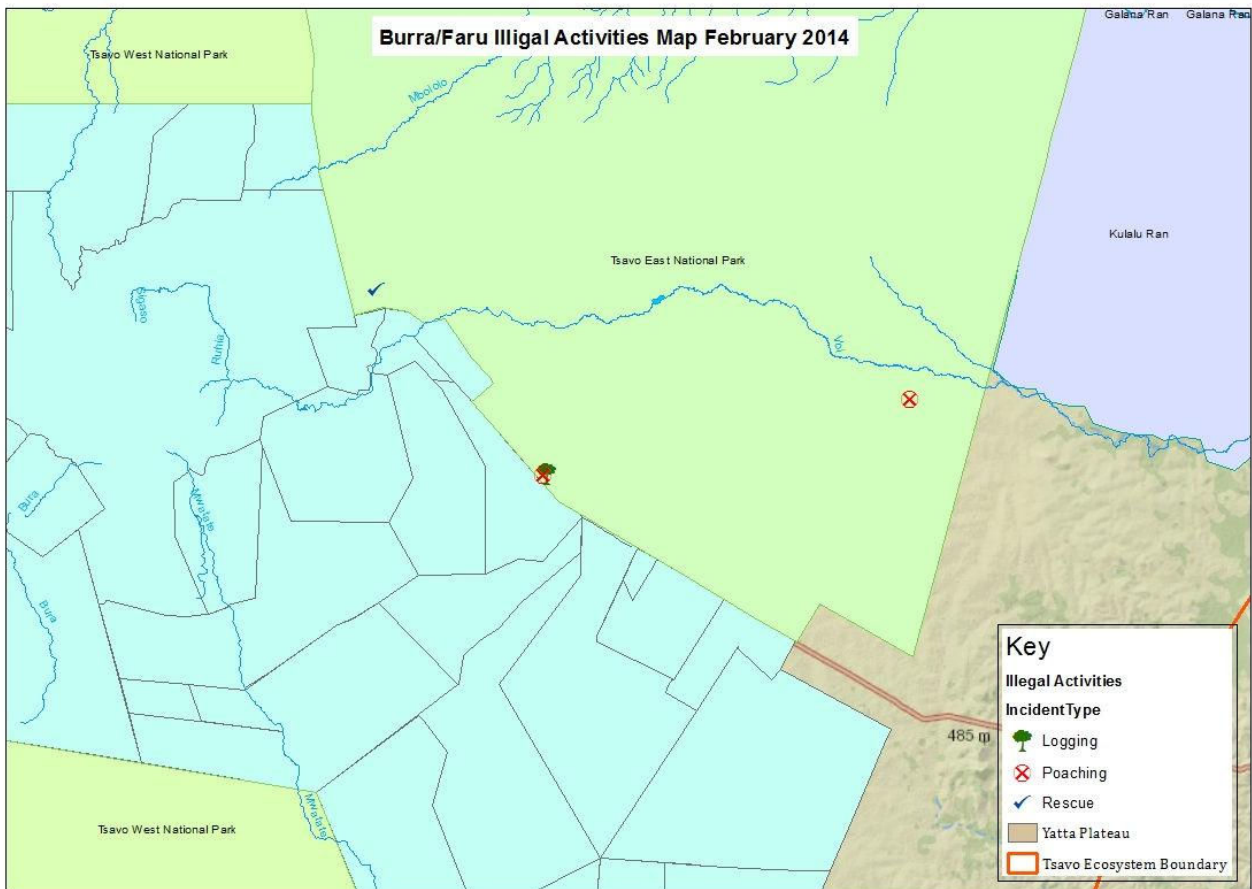 Burra/Faru Illigal Activities Map February 2014
Galana Ran
Galana Ran
Tsavo West National Park
Mbololo
Kulalu Ran
Tsavo East National Park
Voi
Ruhia
Mwatate
Bura
Bura
485 m
Mwatate
Tsavo West National Park
Key
Illegal Activities
IncidentType
Logging
Poaching
Rescue
Yatta Plateau
Tsavo Ecosystem Boundary